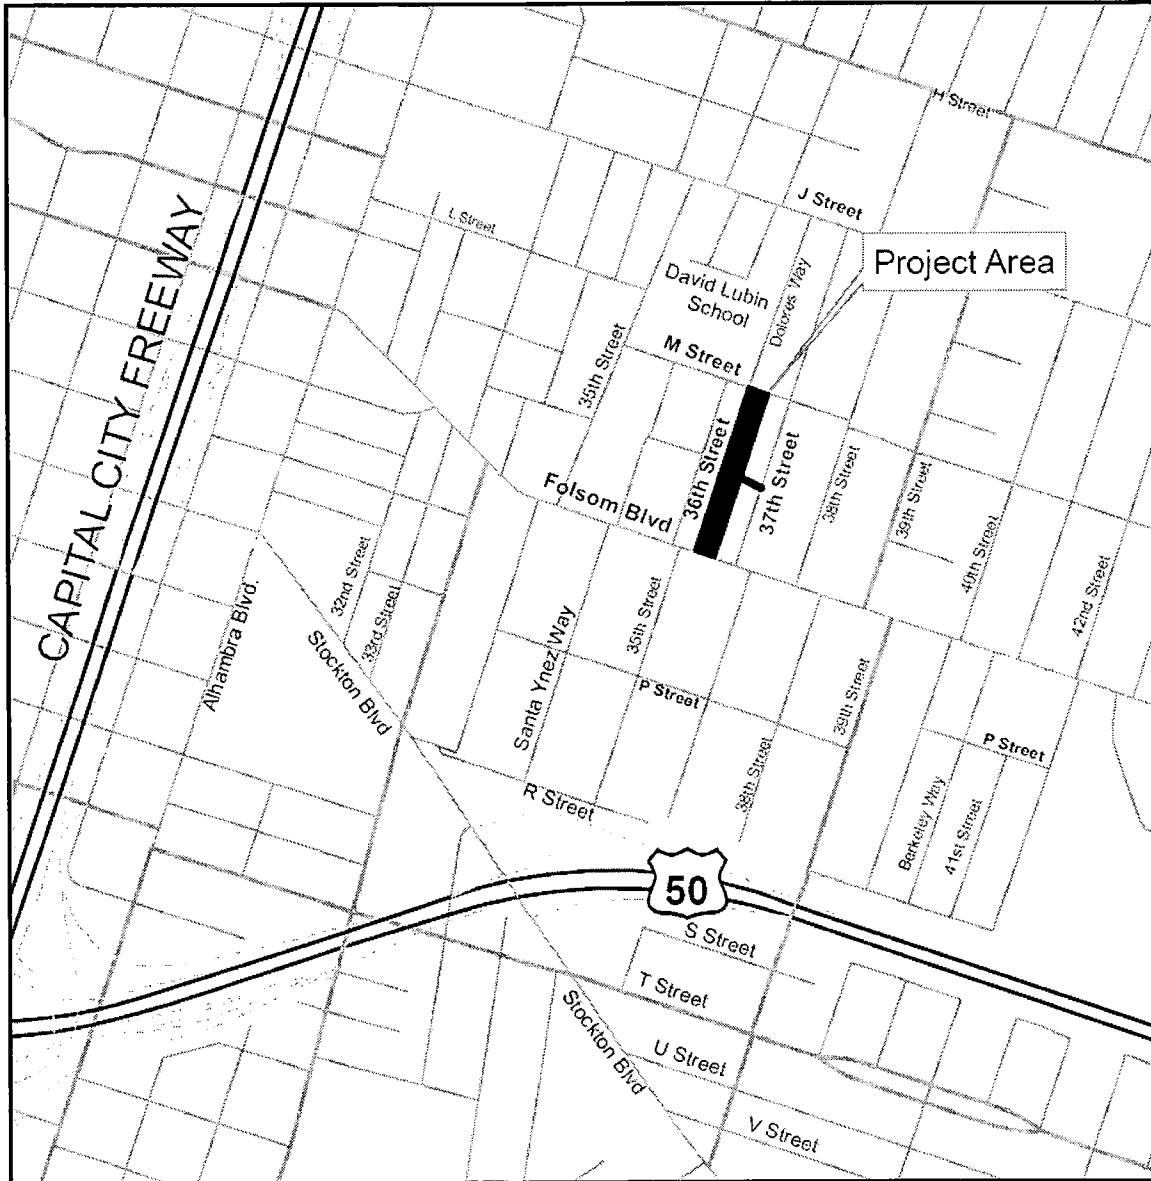 H Street
J Street
L Street
Project Area
CAPITAL CITY FREEWAY
David Lubin
School
Dolores Way
M Street
35th Street
36th Street
37th Street
38th Street
39th Street
Folsom Blvd
40th Street
42nd Street
32nd Street
33rd Street
Alhambra Blvd.
Stockton Blvd
Santa Ynez Way
35th Street
P Street
39th Street
38th Street
P Street
R Street
Berkeley Way
41st Street
50
S Street
T Street
Stockton Blvd
U Street
V Street